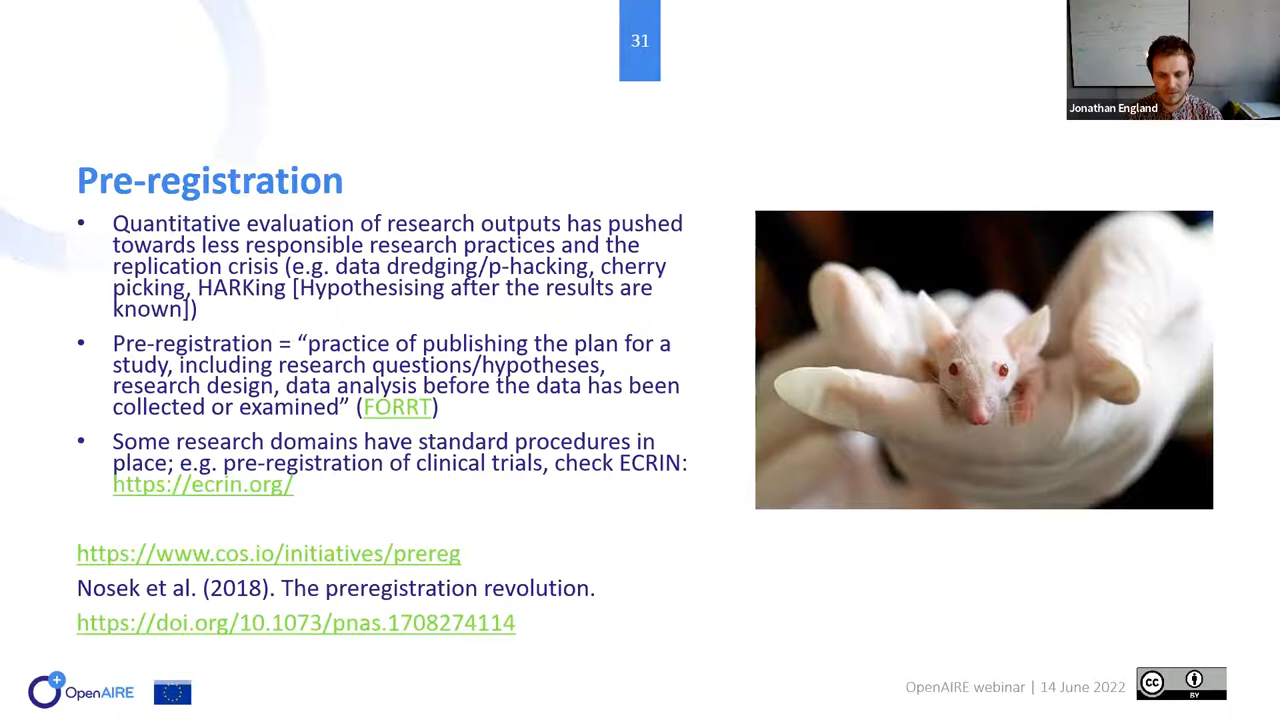 31
Jonathan England
Pre-registration
• Quantitative evaluation of research outputs has pushed
towards less responsible research practices and the
replication crisis (e.g. data dredging/p-hacking, cherry
picking, HARKing [Hypothesising after the results are
known])
• Pre-registration = “practice of publishing the plan for a
study, including research questions/hypotheses,
research design, data analysis before the data has been
collected or examined” (FORRT)
• Some research domains have standard procedures in
place; e.g. pre-registration of clinical trials, check ECRIN:
https://ecrin.org/
https://www.cos.io/initiatives/prereg
Nosek et al. (2018). The preregistration revolution.
https://doi.org/10.1073/pnas.1708274114
OpenAIRE
OpenAIRE webinar | 14 June 2022
cc
BY